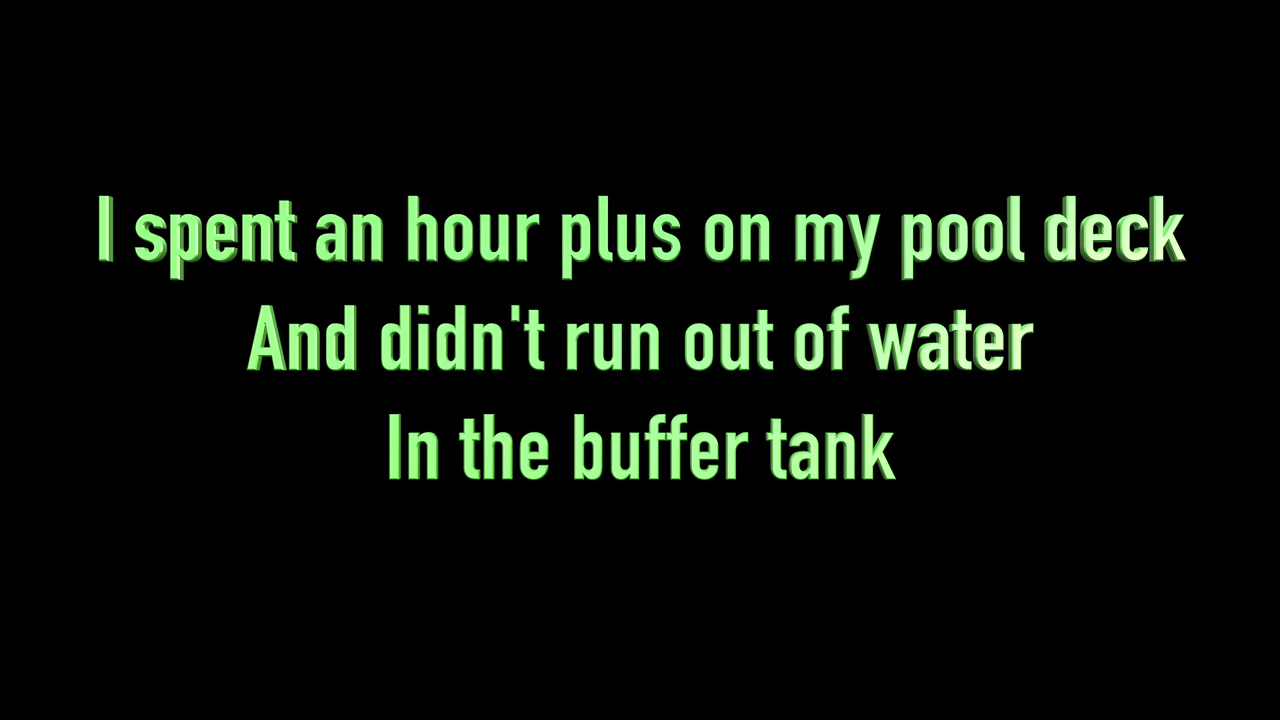 I spent an hour plus on my pool deck
And didn't run out of water
In the buffer tank